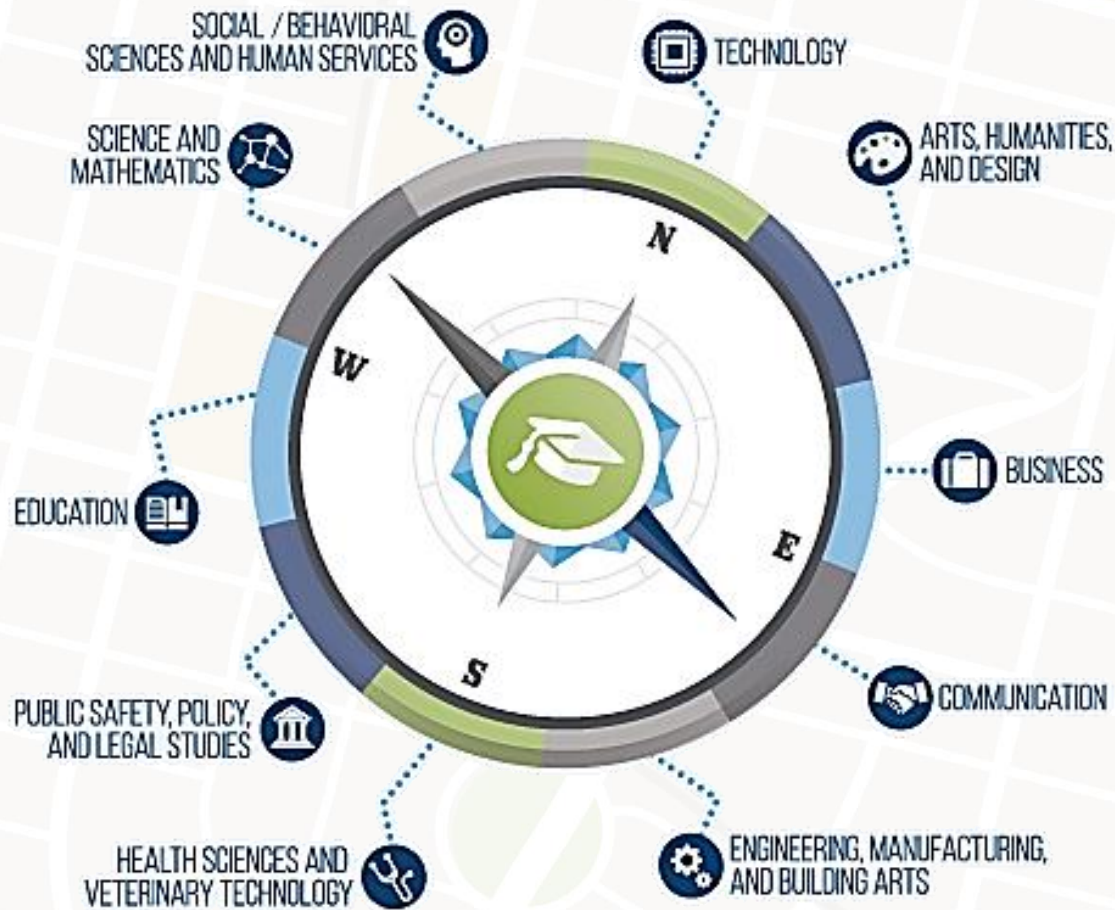 SOCIAL / BEHAVIORAL
SCIENCES AND HUMAN SERVICES
TECHNOLOGY
SCIENCE AND
MATHEMATICS
ARTS, HUMANITIES,
AND DESIGN
N
W
EDUCATION
BUSINESS
E
S
PUBLIC SAFETY, POLICY,
AND LEGAL STUDIES
COMMUNICATION
HEALTH SCIENCES AND
VETERINARY TECHNOLOGY
ENGINEERING, MANUFACTURING,
AND BUILDING ARTS